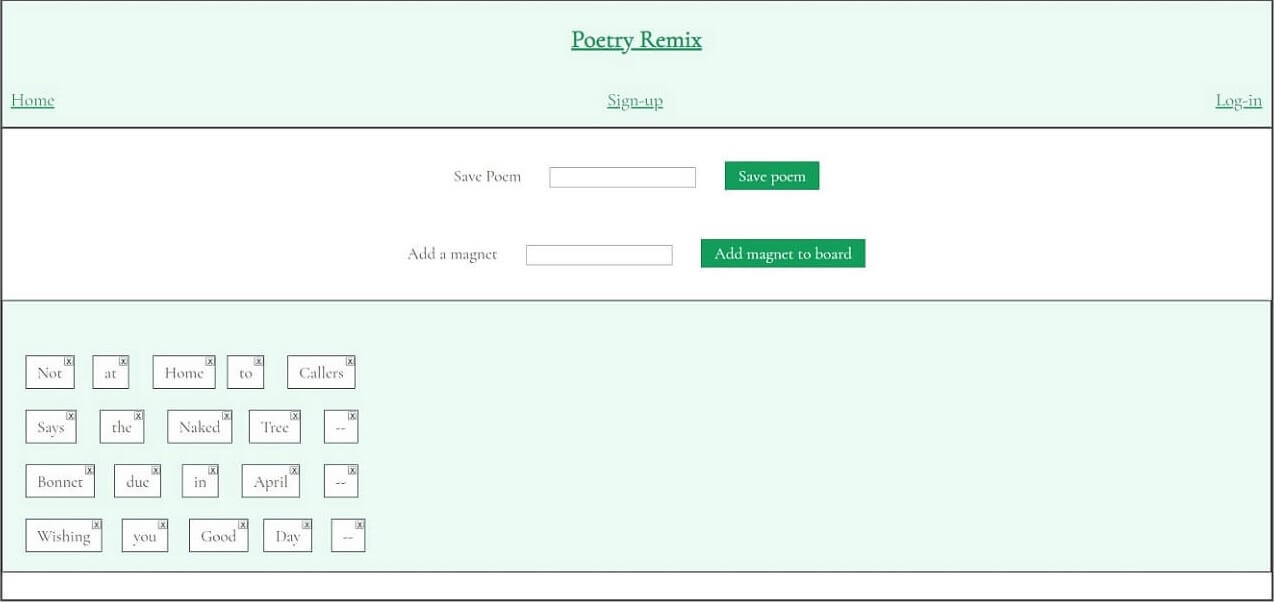 Poetry Remix
Home Sign-up Log-in
Save Poem Save poem
Add a magnet Add magnet to board
Not x at x Home x to x Callers x
Says x the x Naked x Tree x -- x
Bonnet x due x in x April x -- x
Wishing x you x Good x Day x -- x